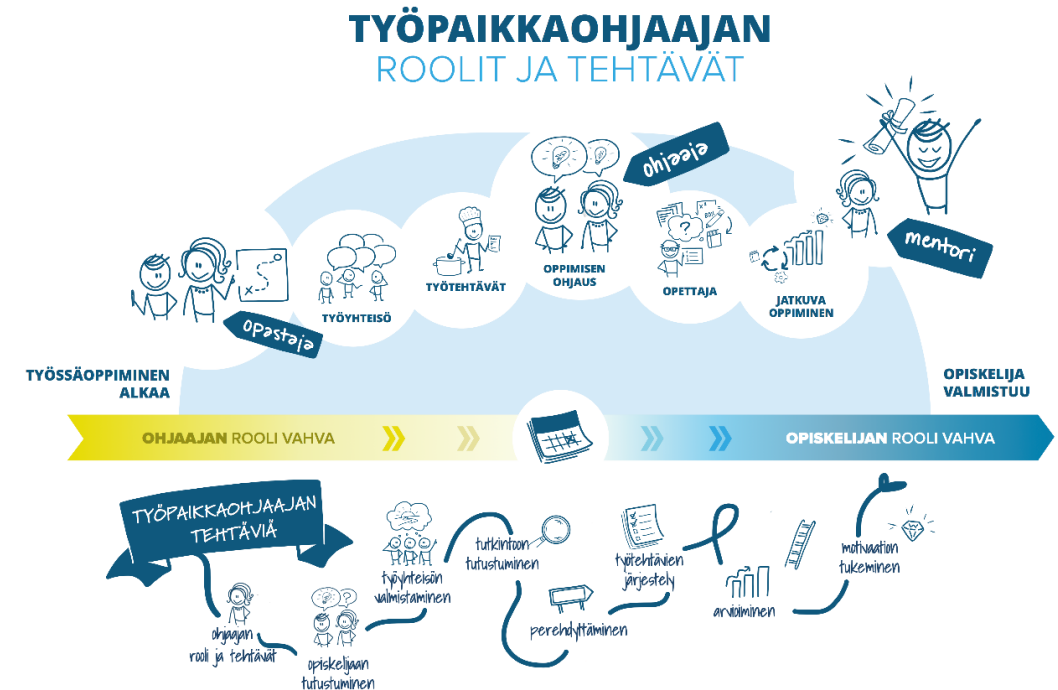 TYÖPAIKKAOHJAAJAN
ROOLIT JA TEHTÄVÄT
opastaja
TYÖYHTEISÖ
TYÖTEHTÄVÄT
ohjaaja
OPPIMISEN
OHJAUS
OPETTAJA
JATKUVA
OPPIMINEN
mentori
TYÖSSÄOPPIMINEN
ALKAA
OPISKELIJA
VALMISTUU
OHJAAJAN ROOLI VAHVA
OPISKELIJAN ROOLI VAHVA
TYÖPAIKKAOHJAAJAN
TEHTÄVIÄ
ohjaajan
rooli ja tehtävät
opiskelijaan
tutustuminen
työyhteisön
valmistaminen
tutkintoon
tutustuminen
perehdyttäminen
työtehtävien
järjestely
arvioiminen
motivaation
tukeminen